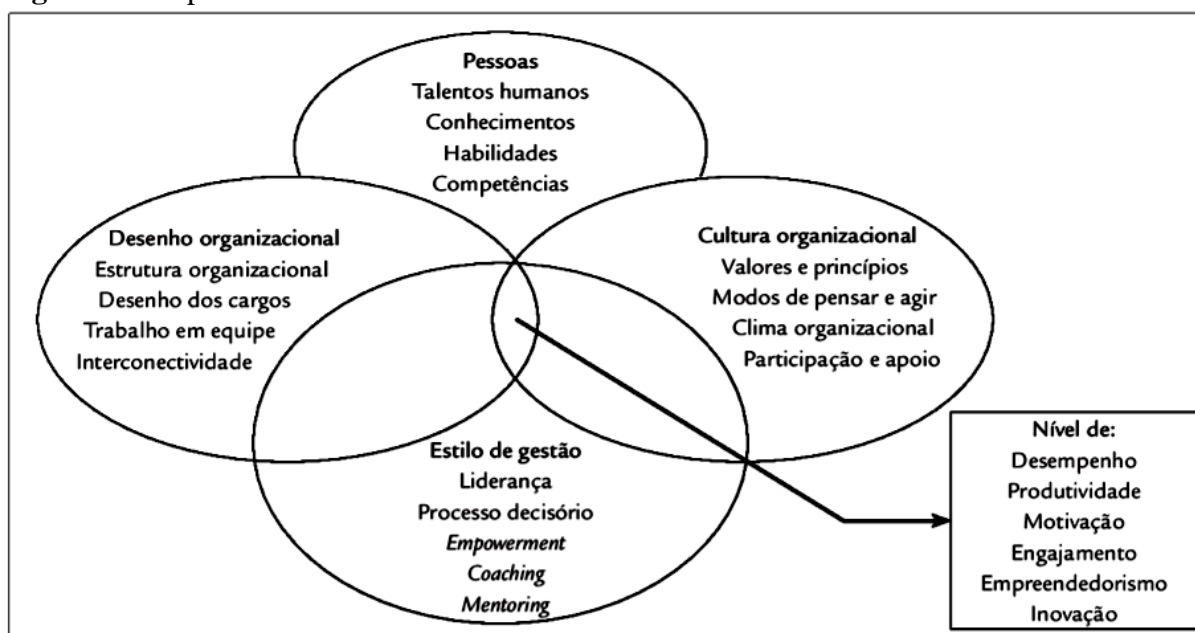 Pessoas
Talentos humanos
Conhecimentos
Habilidades
Competências
Desenho organizacional
Estrutura organizacional
Desenho dos cargos
Trabalho em equipe
Interconectividade
Cultura organizacional
Valores e princípios
Modos de pensar e agir
Clima organizacional
Participação e apoio
Estilo de gestão
Liderança
Processo decisório
Empowerment
Coaching
Mentoring
Nível de:
Desempenho
Produtividade
Motivação
Engajamento
Empreendedorismo
Inovação